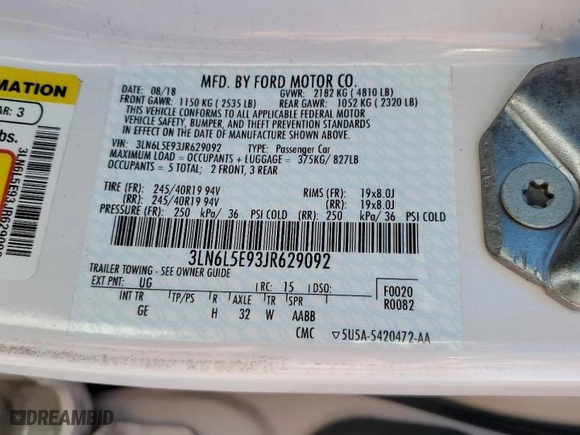 MFD. BY FORD MOTOR CO.
DATE: 08/18 GVWR: 2182 KG ( 4810 LB)
FRONT GAWR: 1150 KG ( 2535 LB) REAR GAWR: 1052 KG ( 2320 LB)
THIS VEHICLE CONFORMS TO ALL APPLICABLE FEDERAL MOTOR
VEHICLE SAFETY, BUMPER, AND THEFT PREVENTION STANDARDS
IN EFFECT ON THE DATE OF MANUFACTURE SHOWN ABOVE.
VIN: 3LN6L5E93JR629092 TYPE: Passenger Car
MAXIMUM LOAD = OCCUPANTS + LUGGAGE = 375KG/ 827LB
OCCUPANTS = 5 TOTAL; 2 FRONT, 3 REAR
TIRE (FR): 245/40R19 94V RIMS (FR): 19x8.0J
(RR): 245/40R19 94V (RR): 19x8.0J
PRESSURE (FR): 250 kPa/ 36 PSI COLD (RR): 250 kPa/ 36 PSI COLD
3LN6L5E93JR629092
TRAILER TOWING - SEE OWNER GUIDE
EXT PNT: UG RC: 15 DSO: F0020
R0082
INT TR TP/PS R AXLE TR SPR
GE H 32 W AABB
CMC ▽5U5A-5420472-AA
RMATION
AR: 3
lbs.
3LN6L5E93JR629092
DREAMBID